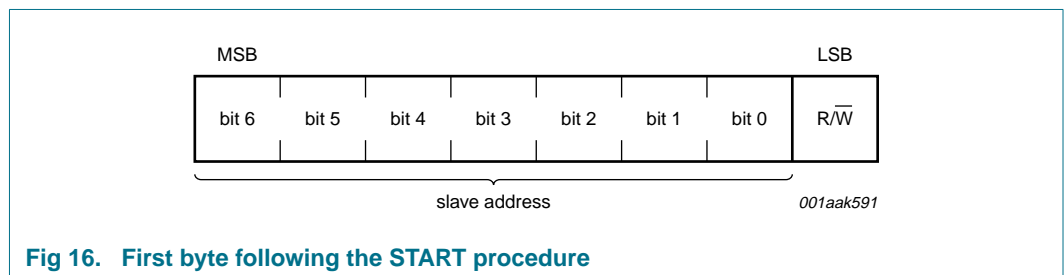 MSB LSB
bit 6 bit 5 bit 4 bit 3 bit 2 bit 1 bit 0 R/W̅
slave address 001aak591
Fig 16. First byte following the START procedure